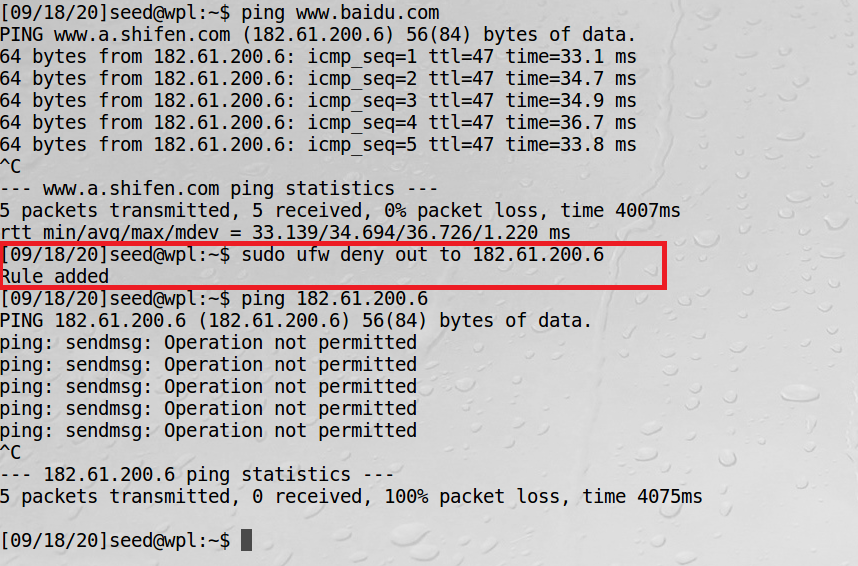 [09/18/20]seed@wpl:~$ ping www.baidu.com
PING www.a.shifen.com (182.61.200.6) 56(84) bytes of data.
64 bytes from 182.61.200.6: icmp_seq=1 ttl=47 time=33.1 ms
64 bytes from 182.61.200.6: icmp_seq=2 ttl=47 time=34.7 ms
64 bytes from 182.61.200.6: icmp_seq=3 ttl=47 time=34.9 ms
64 bytes from 182.61.200.6: icmp_seq=4 ttl=47 time=36.7 ms
64 bytes from 182.61.200.6: icmp_seq=5 ttl=47 time=33.8 ms
^C
--- www.a.shifen.com ping statistics ---
5 packets transmitted, 5 received, 0% packet loss, time 4007ms
rtt min/avg/max/mdev = 33.139/34.694/36.726/1.220 ms
[09/18/20]seed@wpl:~$ sudo ufw deny out to 182.61.200.6
Rule added
[09/18/20]seed@wpl:~$ ping 182.61.200.6
PING 182.61.200.6 (182.61.200.6) 56(84) bytes of data.
ping: sendmsg: Operation not permitted
ping: sendmsg: Operation not permitted
ping: sendmsg: Operation not permitted
ping: sendmsg: Operation not permitted
ping: sendmsg: Operation not permitted
^C
--- 182.61.200.6 ping statistics ---
5 packets transmitted, 0 received, 100% packet loss, time 4075ms
[09/18/20]seed@wpl:~$